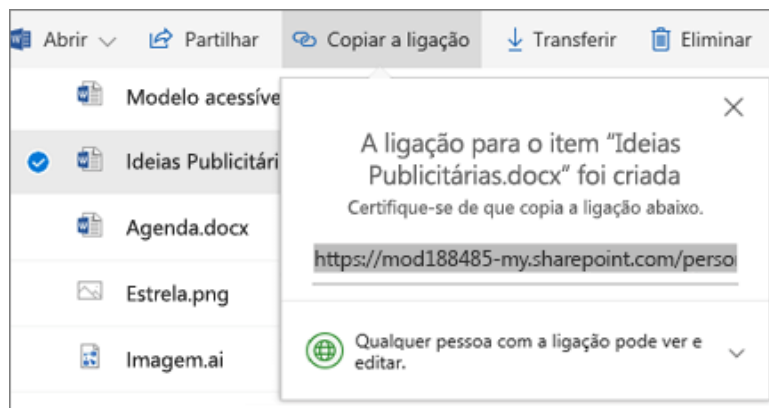 Abrir Partilhar Copiar a ligação Transferir Eliminar
Modelo acessíve
Ideias Publicitári
Agenda.docx
Estrela.png
Imagem.ai
A ligação para o item “Ideias
Publicitárias.docx” foi criada
Certifique-se de que copia a ligação abaixo.
https://mod188485-my.sharepoint.com/perso
Qualquer pessoa com a ligação pode ver e
editar.